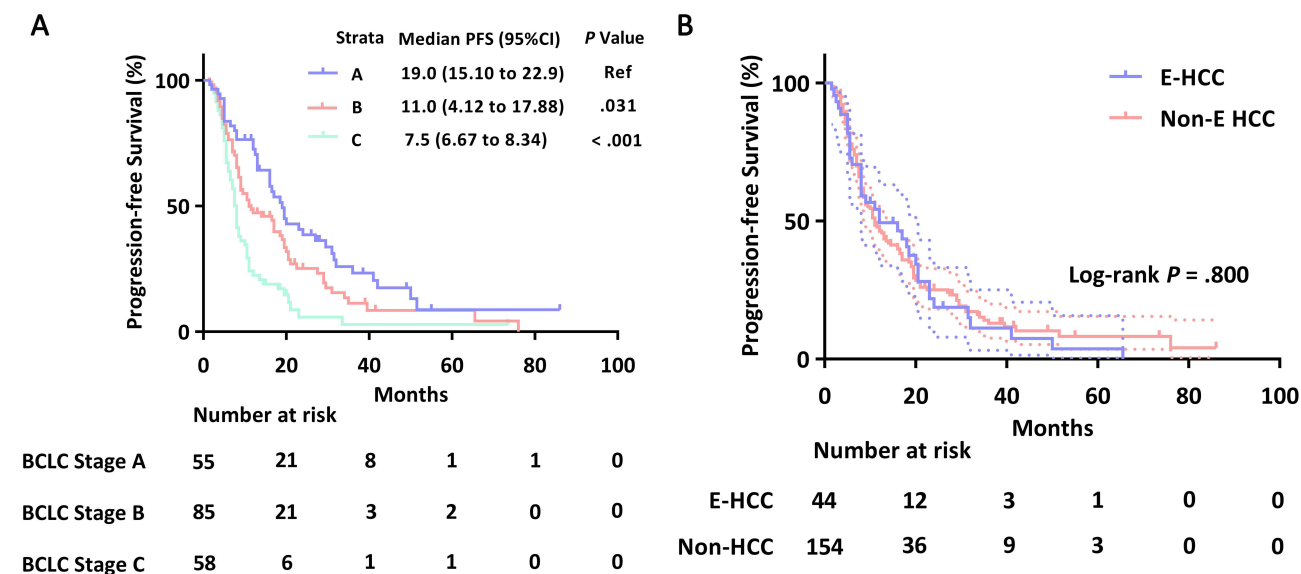 A
Strata Median PFS (95%CI) P Value
A 19.0 (15.10 to 22.9) Ref
B 11.0 (4.12 to 17.88) .031
C 7.5 (6.67 to 8.34) < .001
Progression-free Survival (%)
100
50
0
0 20 40 60 80 100
Months
Number at risk
BCLC Stage A 55 21 8 1 1 0
BCLC Stage B 85 21 3 2 0 0
BCLC Stage C 58 6 1 1 0 0
B
E-HCC
Non-E HCC
Log-rank P = .800
Progression-free Survival (%)
100
50
0
0 20 40 60 80 100
Months
Number at risk
E-HCC 44 12 3 1 0 0
Non-HCC 154 36 9 3 0 0